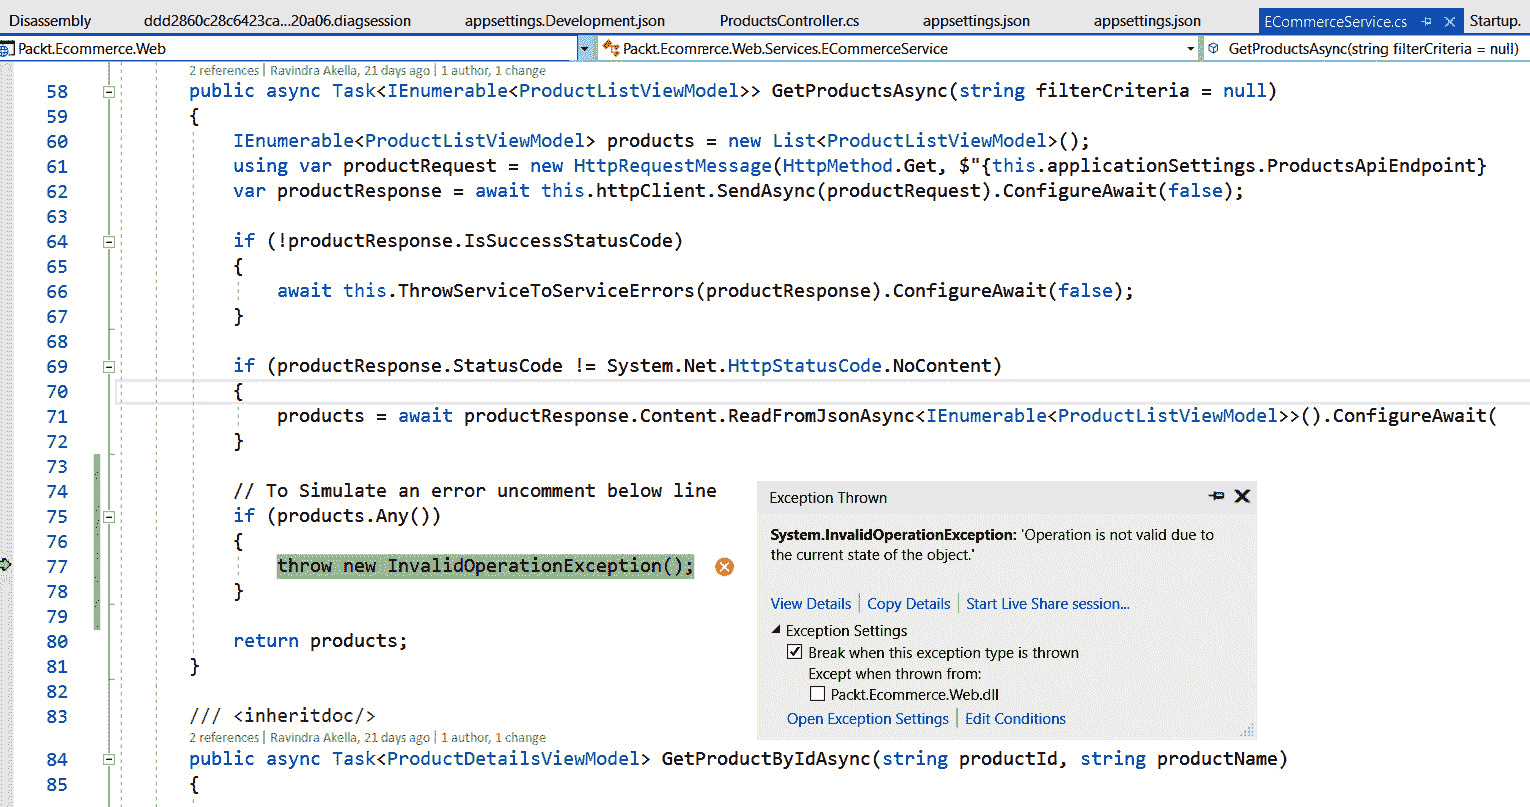 Disassembly ddd2860c28c6423ca...20a06.diagsession appsettings.Development.json ProductsController.cs appsettings.json appsettings.json ECommerceService.cs Startup.
Packt.Ecommerce.Web Packt.Ecomrerce.Web.Services.ECommerceService GetProductsAsync(string filterCriteria = null)
2 references | Ravindra Akella, 21 days ago | 1 author, 1 change
58 public async Task<IEnumerable<ProductListViewModel>> GetProductsAsync(string filterCriteria = null)
59 {
60 IEnumerable<ProductListViewModel> products = new List<ProductListViewModel>();
61 using var productRequest = new HttpRequestMessage(HttpMethod.Get, $"{this.applicationSettings.ProductsApiEndpoint}
62 var productResponse = await this.httpClient.SendAsync(productRequest).ConfigureAwait(false);
63
64 if (!productResponse.IsSuccessStatusCode)
65 {
66 await this.ThrowServiceToServiceErrors(productResponse).ConfigureAwait(false);
67 }
68
69 if (productResponse.StatusCode != System.Net.HttpStatusCode.NoContent)
70 {
71 products = await productResponse.Content.ReadFromJsonAsync<IEnumerable<ProductListViewModel>>().ConfigureAwait(
72 }
73
74 // To Simulate an error uncomment below line
75 if (products.Any())
76 {
77 throw new InvalidOperationException();
78 }
79
80 return products;
81 }
82
83 /// <inheritdoc/>
2 references | Ravindra Akella, 21 days ago | 1 author, 1 change
84 public async Task<ProductDetailsViewModel> GetProductByIdAsync(string productId, string productName)
85 {
Exception Thrown
System.InvalidOperationException: 'Operation is not valid due to
the current state of the object.'
View Details | Copy Details | Start Live Share session...
Exception Settings
Break when this exception type is thrown
Except when thrown from:
Packt.Ecommerce.Web.dll
Open Exception Settings | Edit Conditions